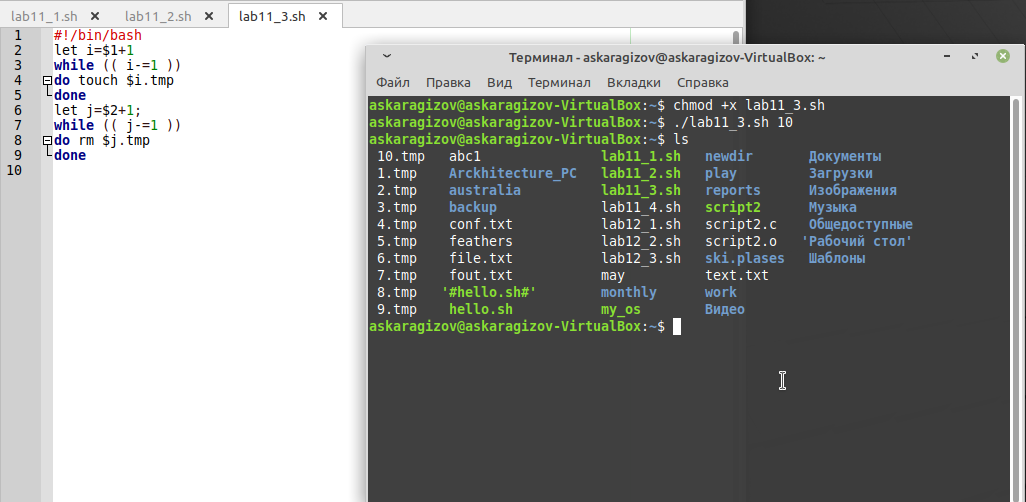 lab11_1.sh × lab11_2.sh × lab11_3.sh ×
1 #!/bin/bash
2 let i=$1+1
3 while (( i-=1 ))
4 do touch $i.tmp
5 done
6 let j=$2+1;
7 while (( j-=1 ))
8 do rm $j.tmp
9 done
10
Терминал - askaragizov@askaragizov-VirtualBox: ~
Файл Правка Вид Терминал Вкладки Справка
askaragizov@askaragizov-VirtualBox:~$ chmod +x lab11_3.sh
askaragizov@askaragizov-VirtualBox:~$ ./lab11_3.sh 10
askaragizov@askaragizov-VirtualBox:~$ ls
10.tmp abc1 lab11_1.sh newdir Документы
1.tmp Arckhitecture_PC lab11_2.sh play Загрузки
2.tmp australia lab11_3.sh reports Изображения
3.tmp backup lab11_4.sh script2 Музыка
4.tmp conf.txt lab12_1.sh script2.c Общедоступные
5.tmp feathers lab12_2.sh script2.o 'Рабочий стол'
6.tmp file.txt lab12_3.sh ski.plases Шаблоны
7.tmp fout.txt may text.txt
8.tmp '#hello.sh#' monthly work
9.tmp hello.sh my_os Видео
askaragizov@askaragizov-VirtualBox:~$